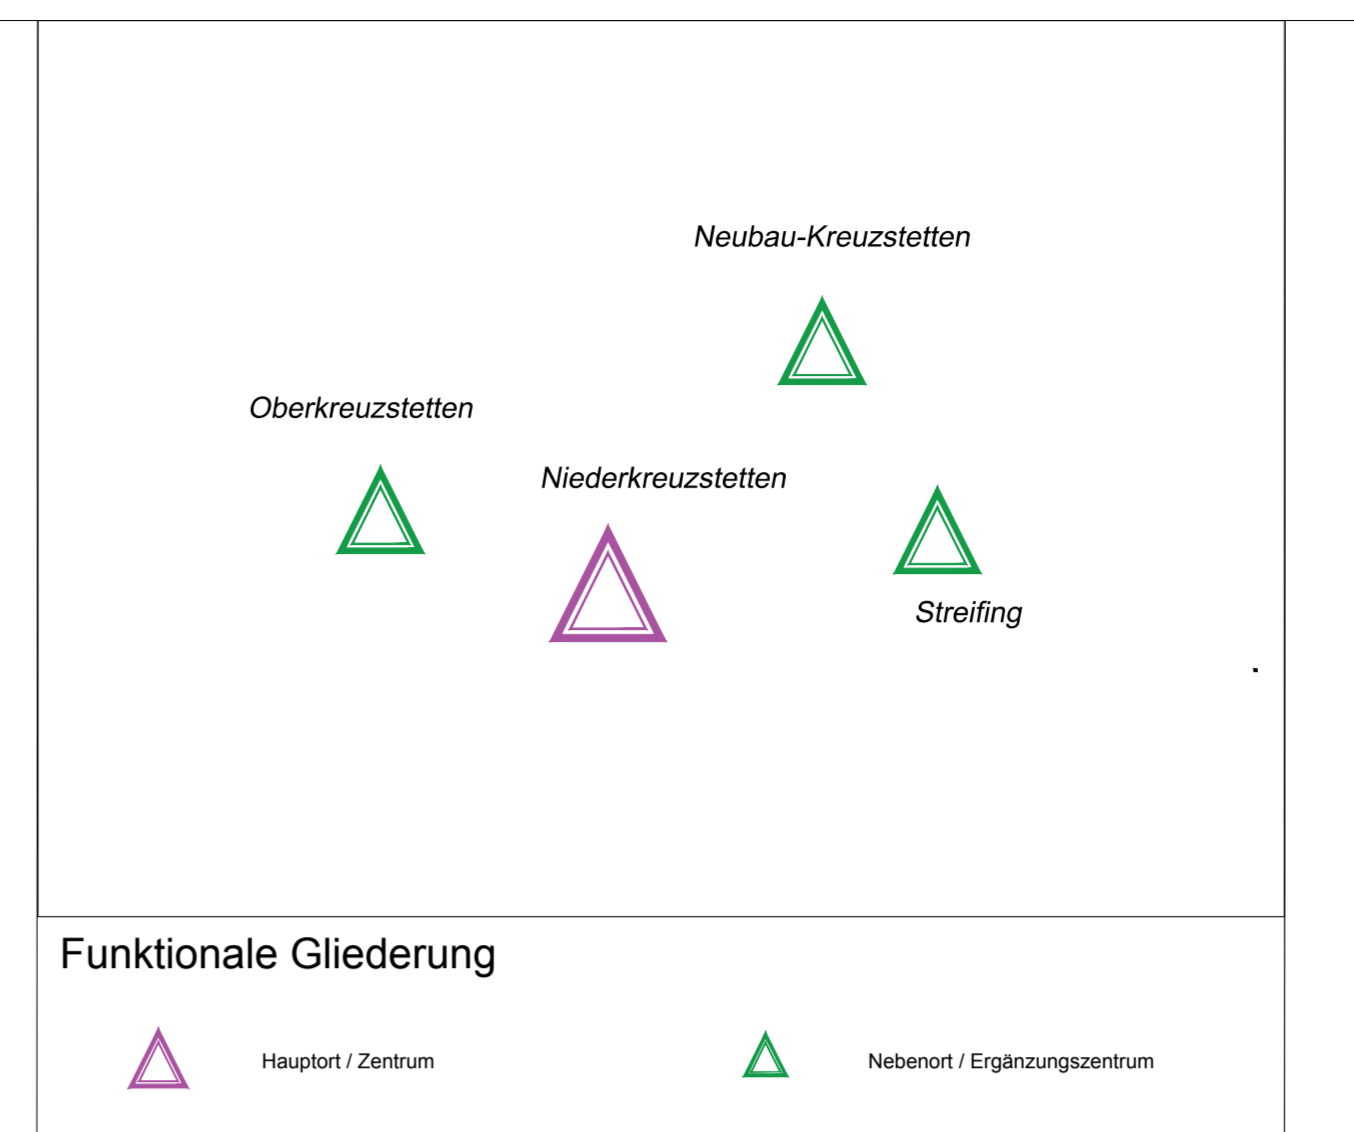 Neubau-Kreuzstetten
Oberkreuzstetten
Niederkreuzstetten
Streifing
Funktionale Gliederung
Hauptort / Zentrum
Nebenort / Ergänzungszentrum